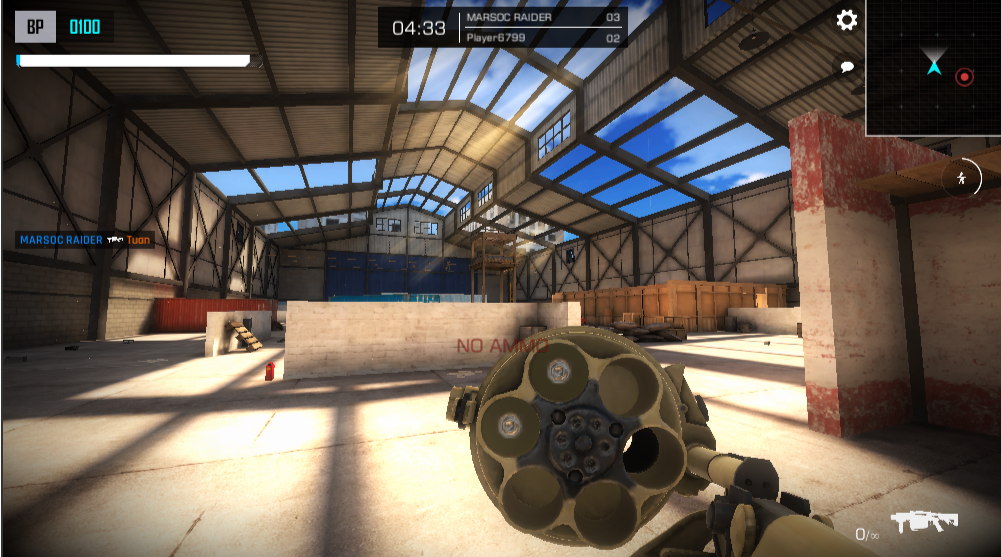 BP 0100
04:33
MARSOC RAIDER 03
Player6799 02
MARSOC RAIDER Tuan
NO AMMO
0/∞